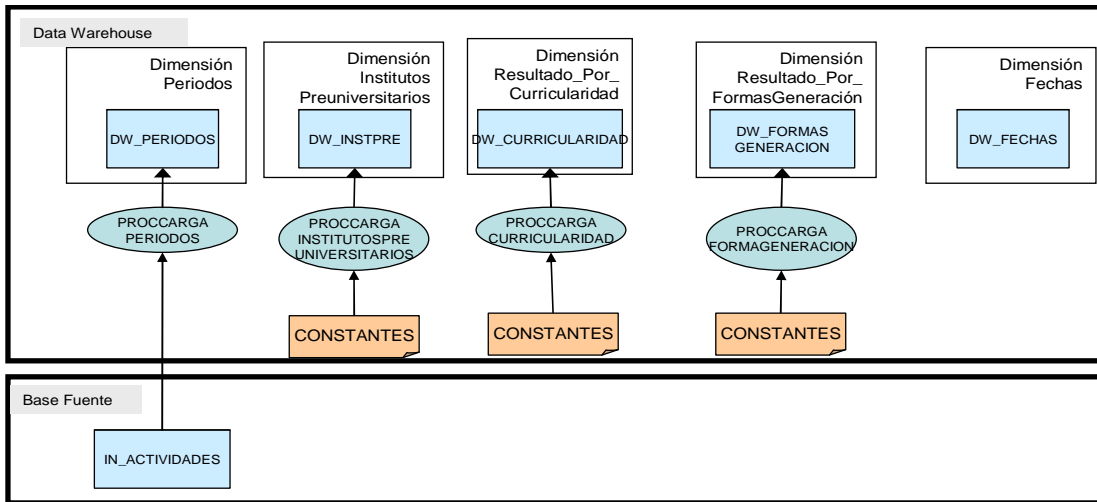 Data Warehouse
Dimensión
Periodos
DW_PERIODOS
PROCCARGA
PERIODOS
Dimensión
Institutos
Preuniversitarios
DW_INSTPRE
PROCCARGA
INSTITUTOSPRE
UNIVERSITARIOS
CONSTANTES
Dimensión
Resultado_Por_
Curricularidad
DW_CURRICULARIDAD
PROCCARGA
CURRICULARIDAD
CONSTANTES
Dimensión
Resultado_Por_
FormasGeneración
DW_FORMAS
GENERACION
PROCCARGA
FORMAGENERACION
CONSTANTES
Dimensión
Fechas
DW_FECHAS
Base Fuente
IN_ACTIVIDADES